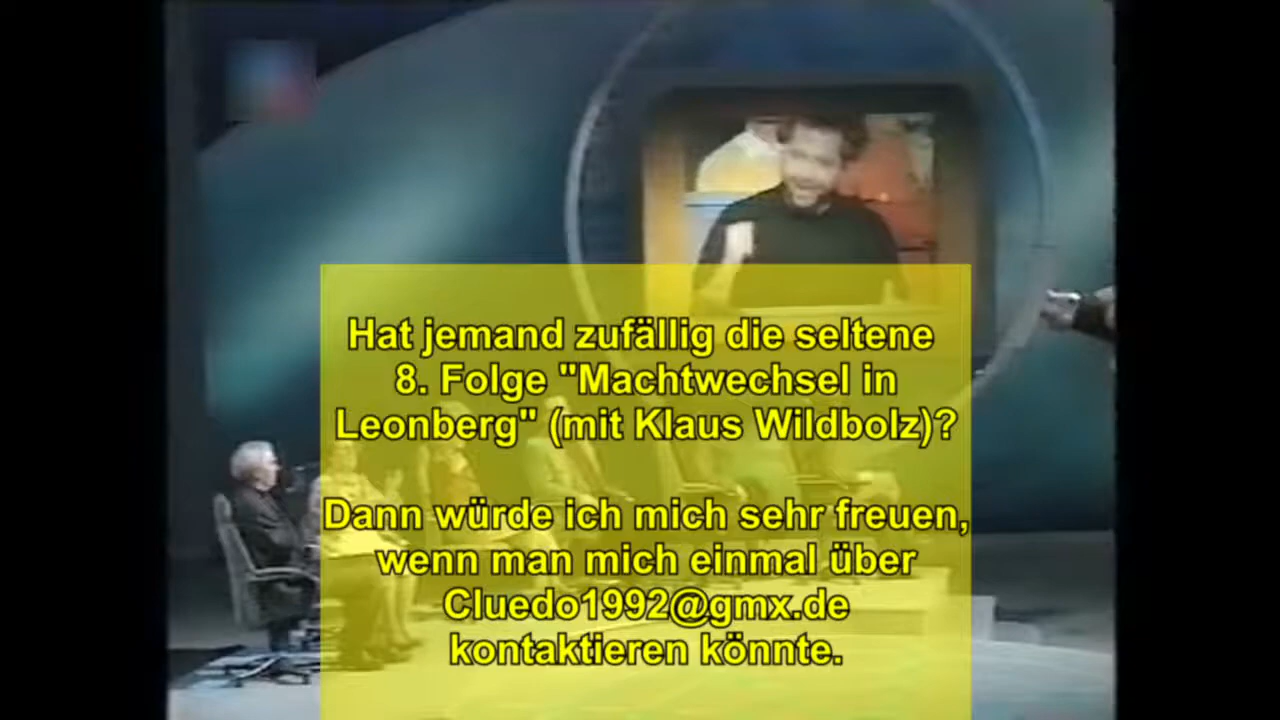 Hat jemand zufällig die seltene
8. Folge "Machtwechsel in
Leonberg" (mit Klaus Wildbolz)?
Dann würde ich mich sehr freuen,
wenn man mich einmal über
Cluedo1992@gmx.de
kontaktieren könnte.